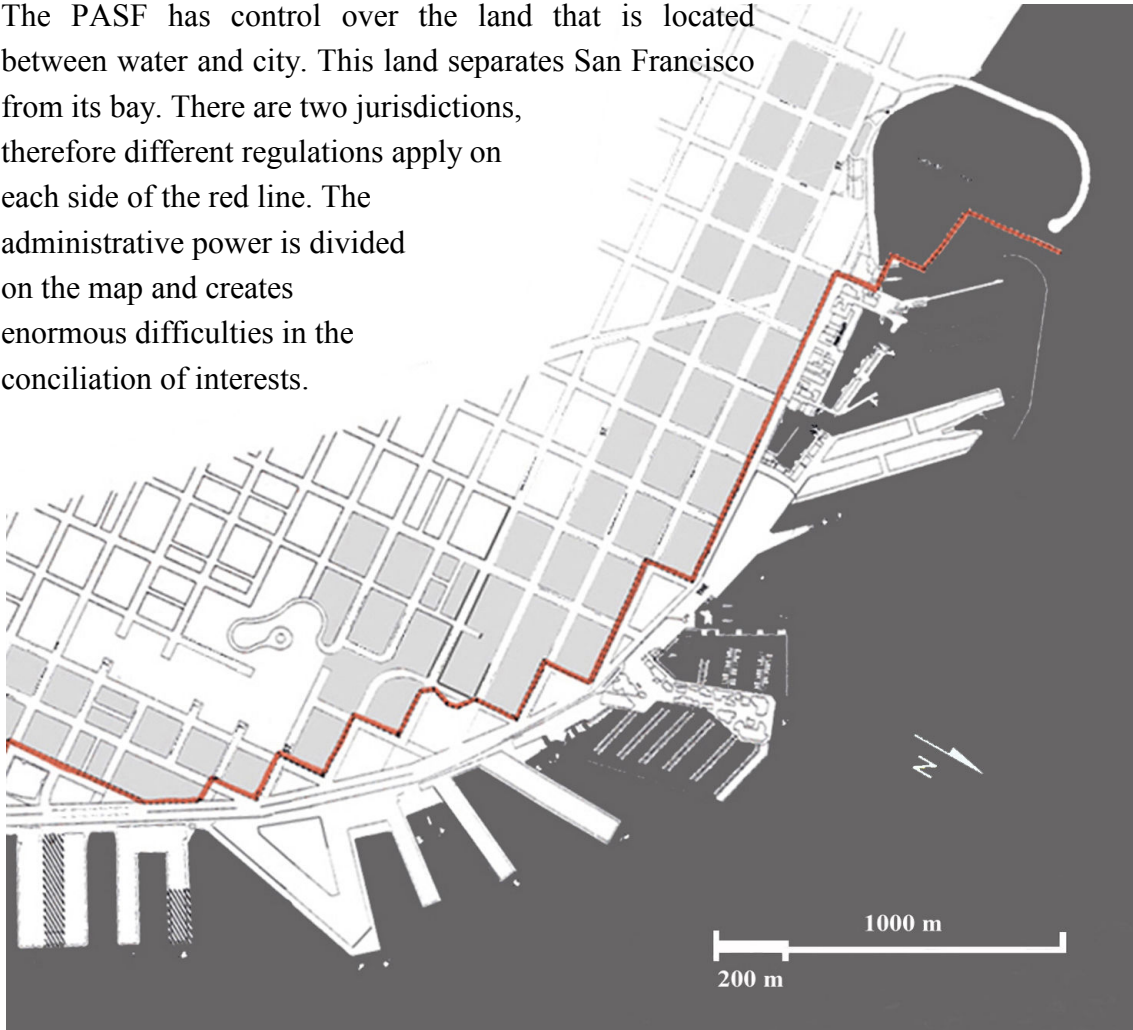 The PASF has control over the land that is located
between water and city. This land separates San Francisco
from its bay. There are two jurisdictions,
therefore different regulations apply on
each side of the red line. The
administrative power is divided
on the map and creates
enormous difficulties in the
conciliation of interests.
N
1000 m
200 m